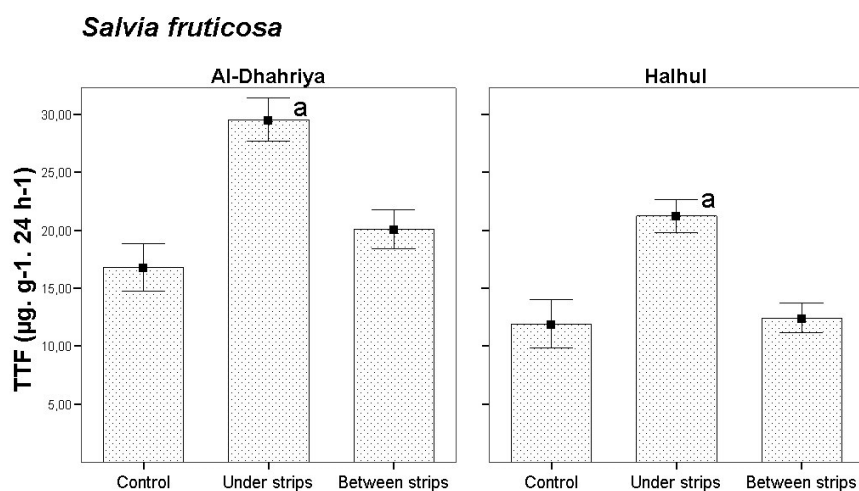 Salvia fruticosa
Al-Dhahriya
Halhul
TTF (µg. g-1. 24 h-1)
30,00
25,00
20,00
15,00
10,00
5,00
a
a
Control
Under strips
Between strips
Control
Under strips
Between strips